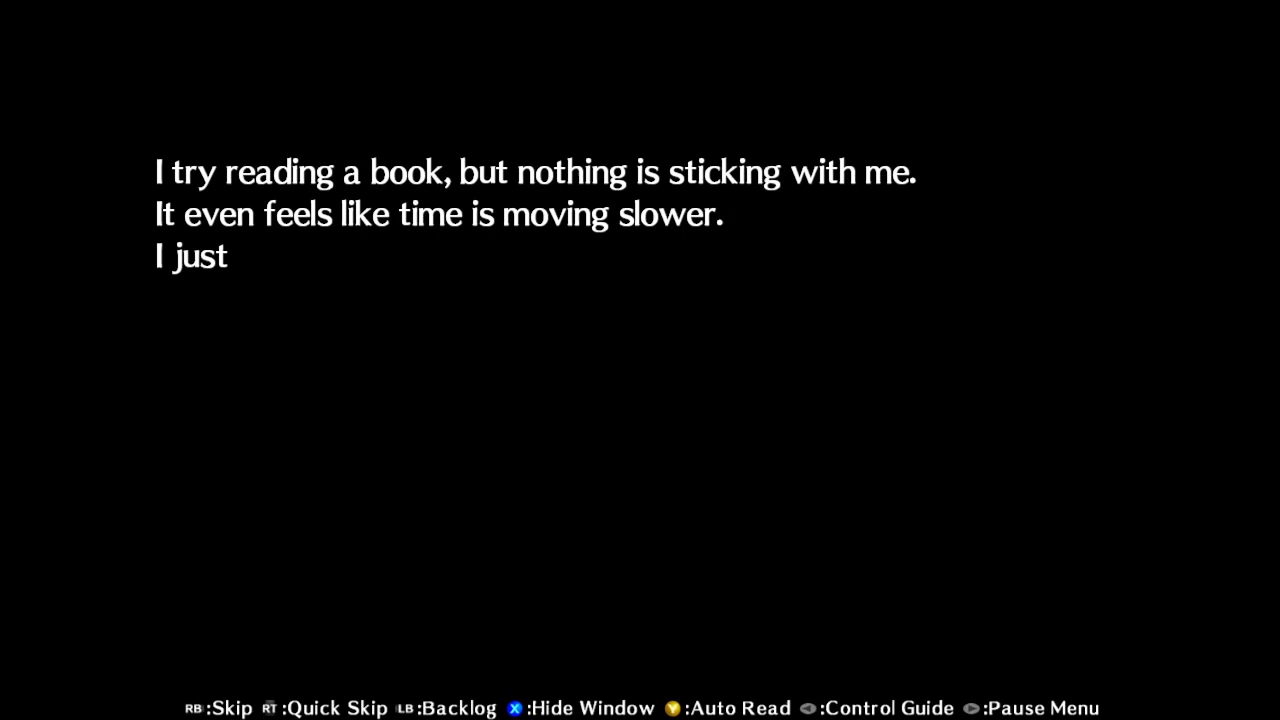 I try reading a book, but nothing is sticking with me.
It even feels like time is moving slower.
I just
RB:Skip RT:Quick Skip LB:Backlog X:Hide Window Y:Auto Read :Control Guide :Pause Menu